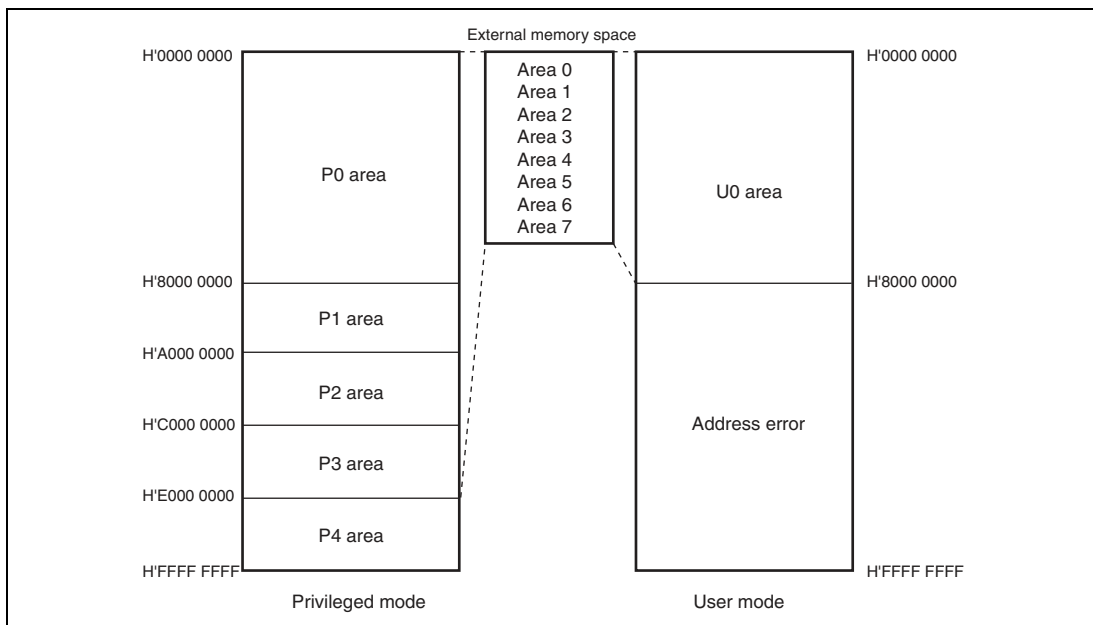 External memory space
H'0000 0000
H'0000 0000
Area 0
Area 1
Area 2
Area 3
Area 4
Area 5
Area 6
Area 7
P0 area
U0 area
H'8000 0000
H'8000 0000
P1 area
H'A000 0000
P2 area
H'C000 0000
Address error
P3 area
H'E000 0000
P4 area
H'FFFF FFFF
H'FFFF FFFF
Privileged mode
User mode